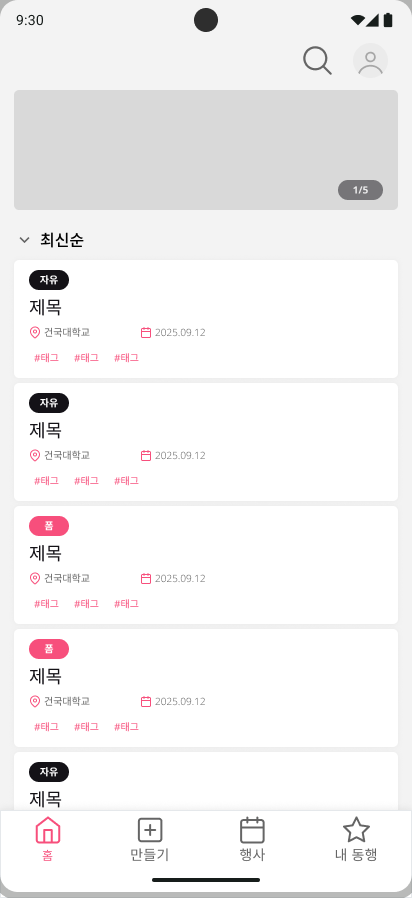 9:30
1/5
최신순
자유
제목
건국대학교 2025.09.12
#태그 #태그 #태그
자유
제목
건국대학교 2025.09.12
#태그 #태그 #태그
폼
제목
건국대학교 2025.09.12
#태그 #태그 #태그
폼
제목
건국대학교 2025.09.12
#태그 #태그 #태그
자유
제목
홈 만들기 행사 내 동행